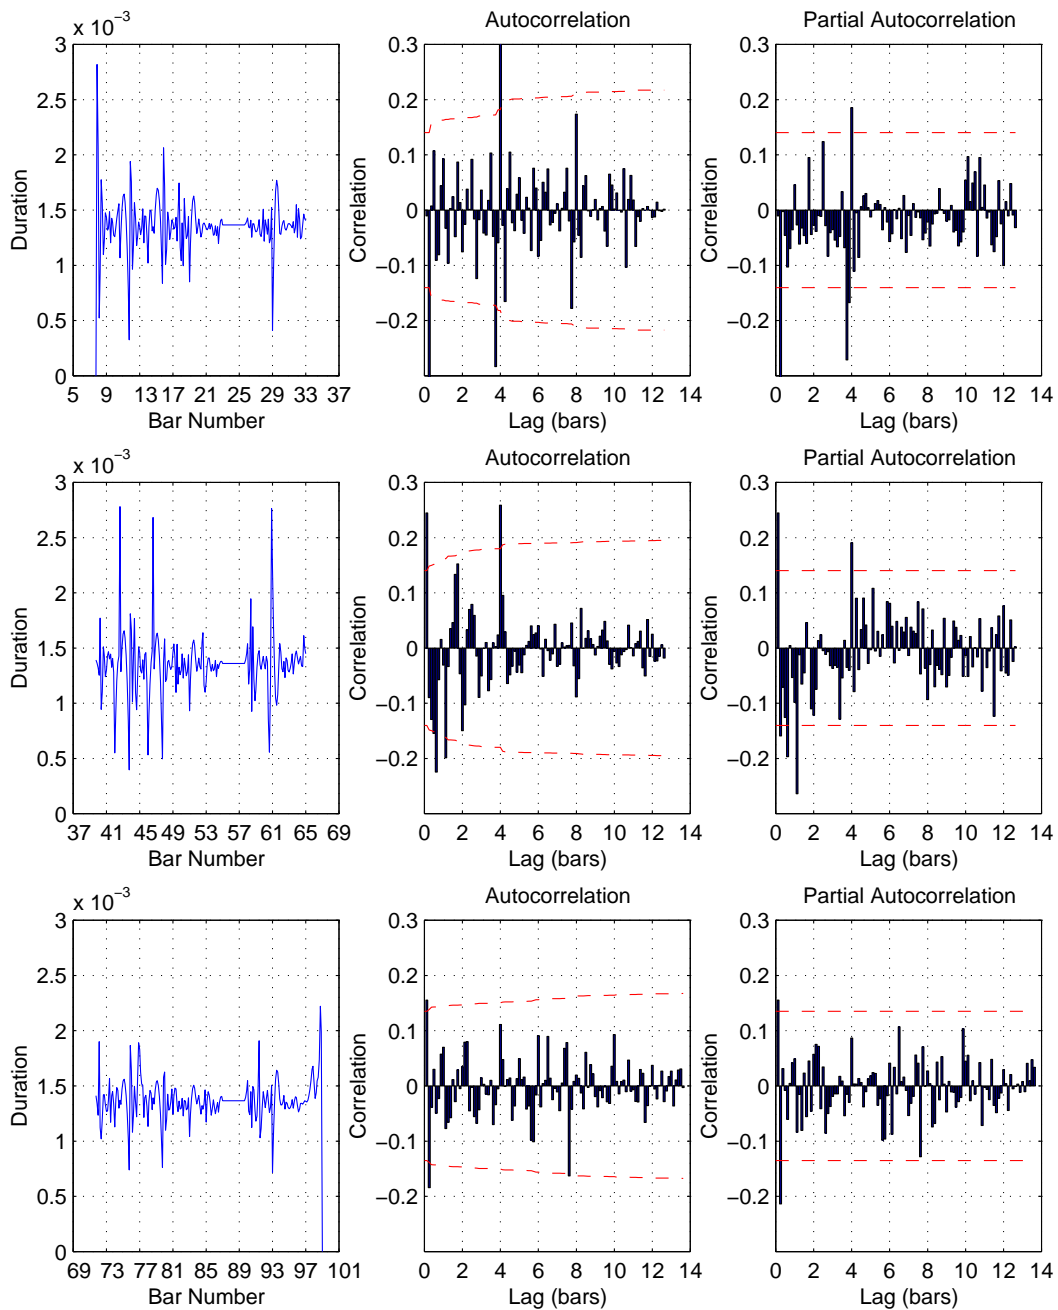 x 10⁻³
Autocorrelation
Partial Autocorrelation
3
2.5
2
1.5
1
0.5
0
Duration
5 9 13 17 21 25 29 33 37
Bar Number
0.3
0.2
0.1
0
−0.1
−0.2
Correlation
0 2 4 6 8 10 12 14
Lag (bars)
0.3
0.2
0.1
0
−0.1
−0.2
Correlation
0 2 4 6 8 10 12 14
Lag (bars)
x 10⁻³
Autocorrelation
Partial Autocorrelation
3
2.5
2
1.5
1
0.5
0
Duration
37 41 45 49 53 57 61 65 69
Bar Number
0.3
0.2
0.1
0
−0.1
−0.2
Correlation
0 2 4 6 8 10 12 14
Lag (bars)
0.3
0.2
0.1
0
−0.1
−0.2
Correlation
0 2 4 6 8 10 12 14
Lag (bars)
x 10⁻³
Autocorrelation
Partial Autocorrelation
3
2.5
2
1.5
1
0.5
0
Duration
69 73 77 81 85 89 93 97 101
Bar Number
0.3
0.2
0.1
0
−0.1
−0.2
Correlation
0 2 4 6 8 10 12 14
Lag (bars)
0.3
0.2
0.1
0
−0.1
−0.2
Correlation
0 2 4 6 8 10 12 14
Lag (bars)